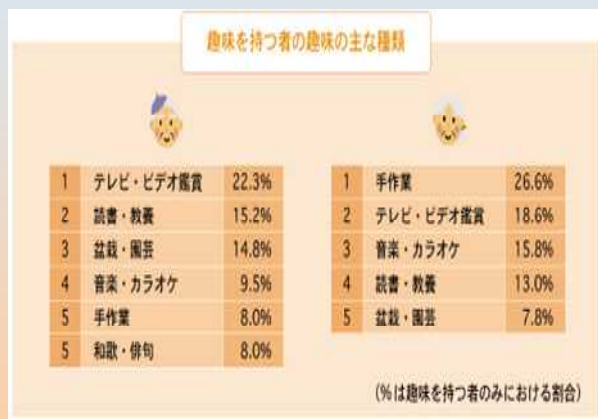 趣味を持つ者の趣味の主な種類
1 テレビ・ビデオ鑑賞 22.3%
2 読書・教養 15.2%
3 盆栽・園芸 14.8%
4 音楽・カラオケ 9.5%
5 手作業 8.0%
5 和歌・俳句 8.0%
1 手作業 26.6%
2 テレビ・ビデオ鑑賞 18.6%
3 音楽・カラオケ 15.8%
4 読書・教養 13.0%
5 盆栽・園芸 7.8%
(%は趣味を持つ者のみにおける割合)